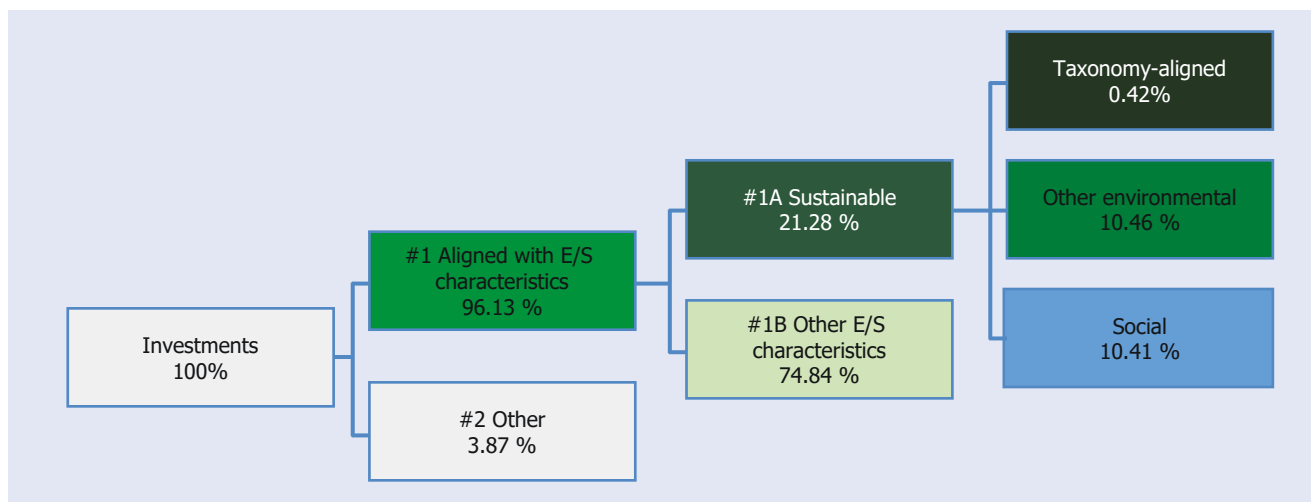 Investments
100%
#1 Aligned with E/S
characteristics
96.13 %
#2 Other
3.87 %
#1A Sustainable
21.28 %
#1B Other E/S
characteristics
74.84 %
Taxonomy-aligned
0.42%
Other environmental
10.46 %
Social
10.41 %